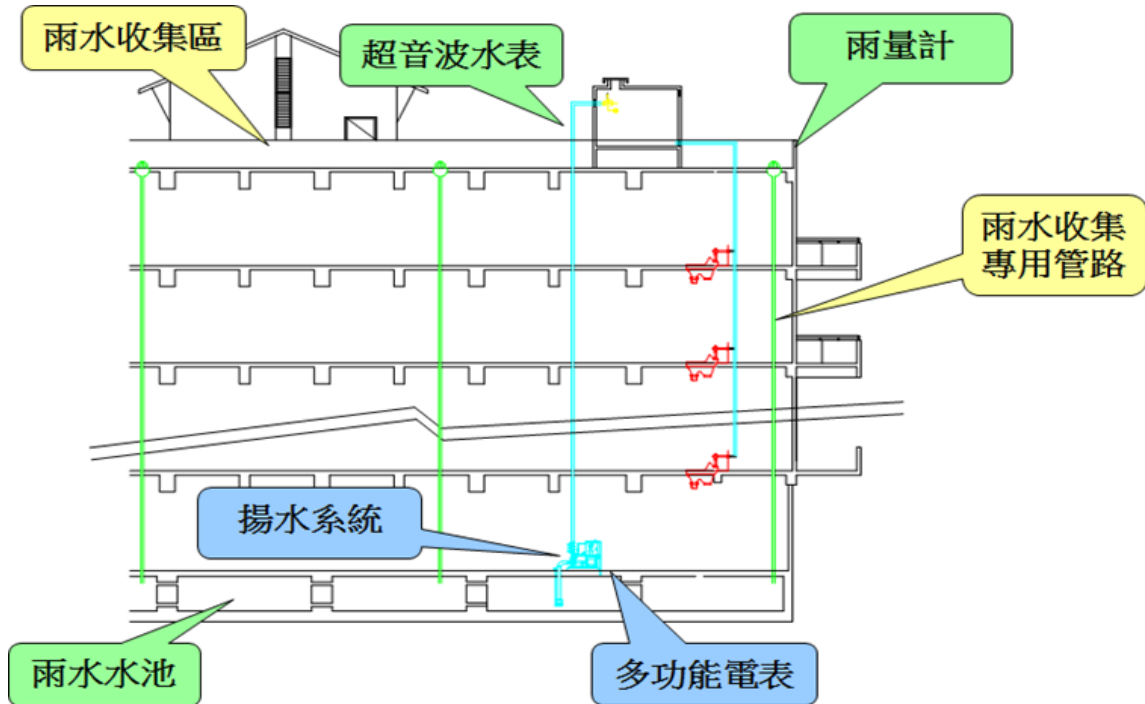 雨水收集區
超音波水表
雨量計
雨水收集
專用管路
揚水系統
雨水水池
多功能電表